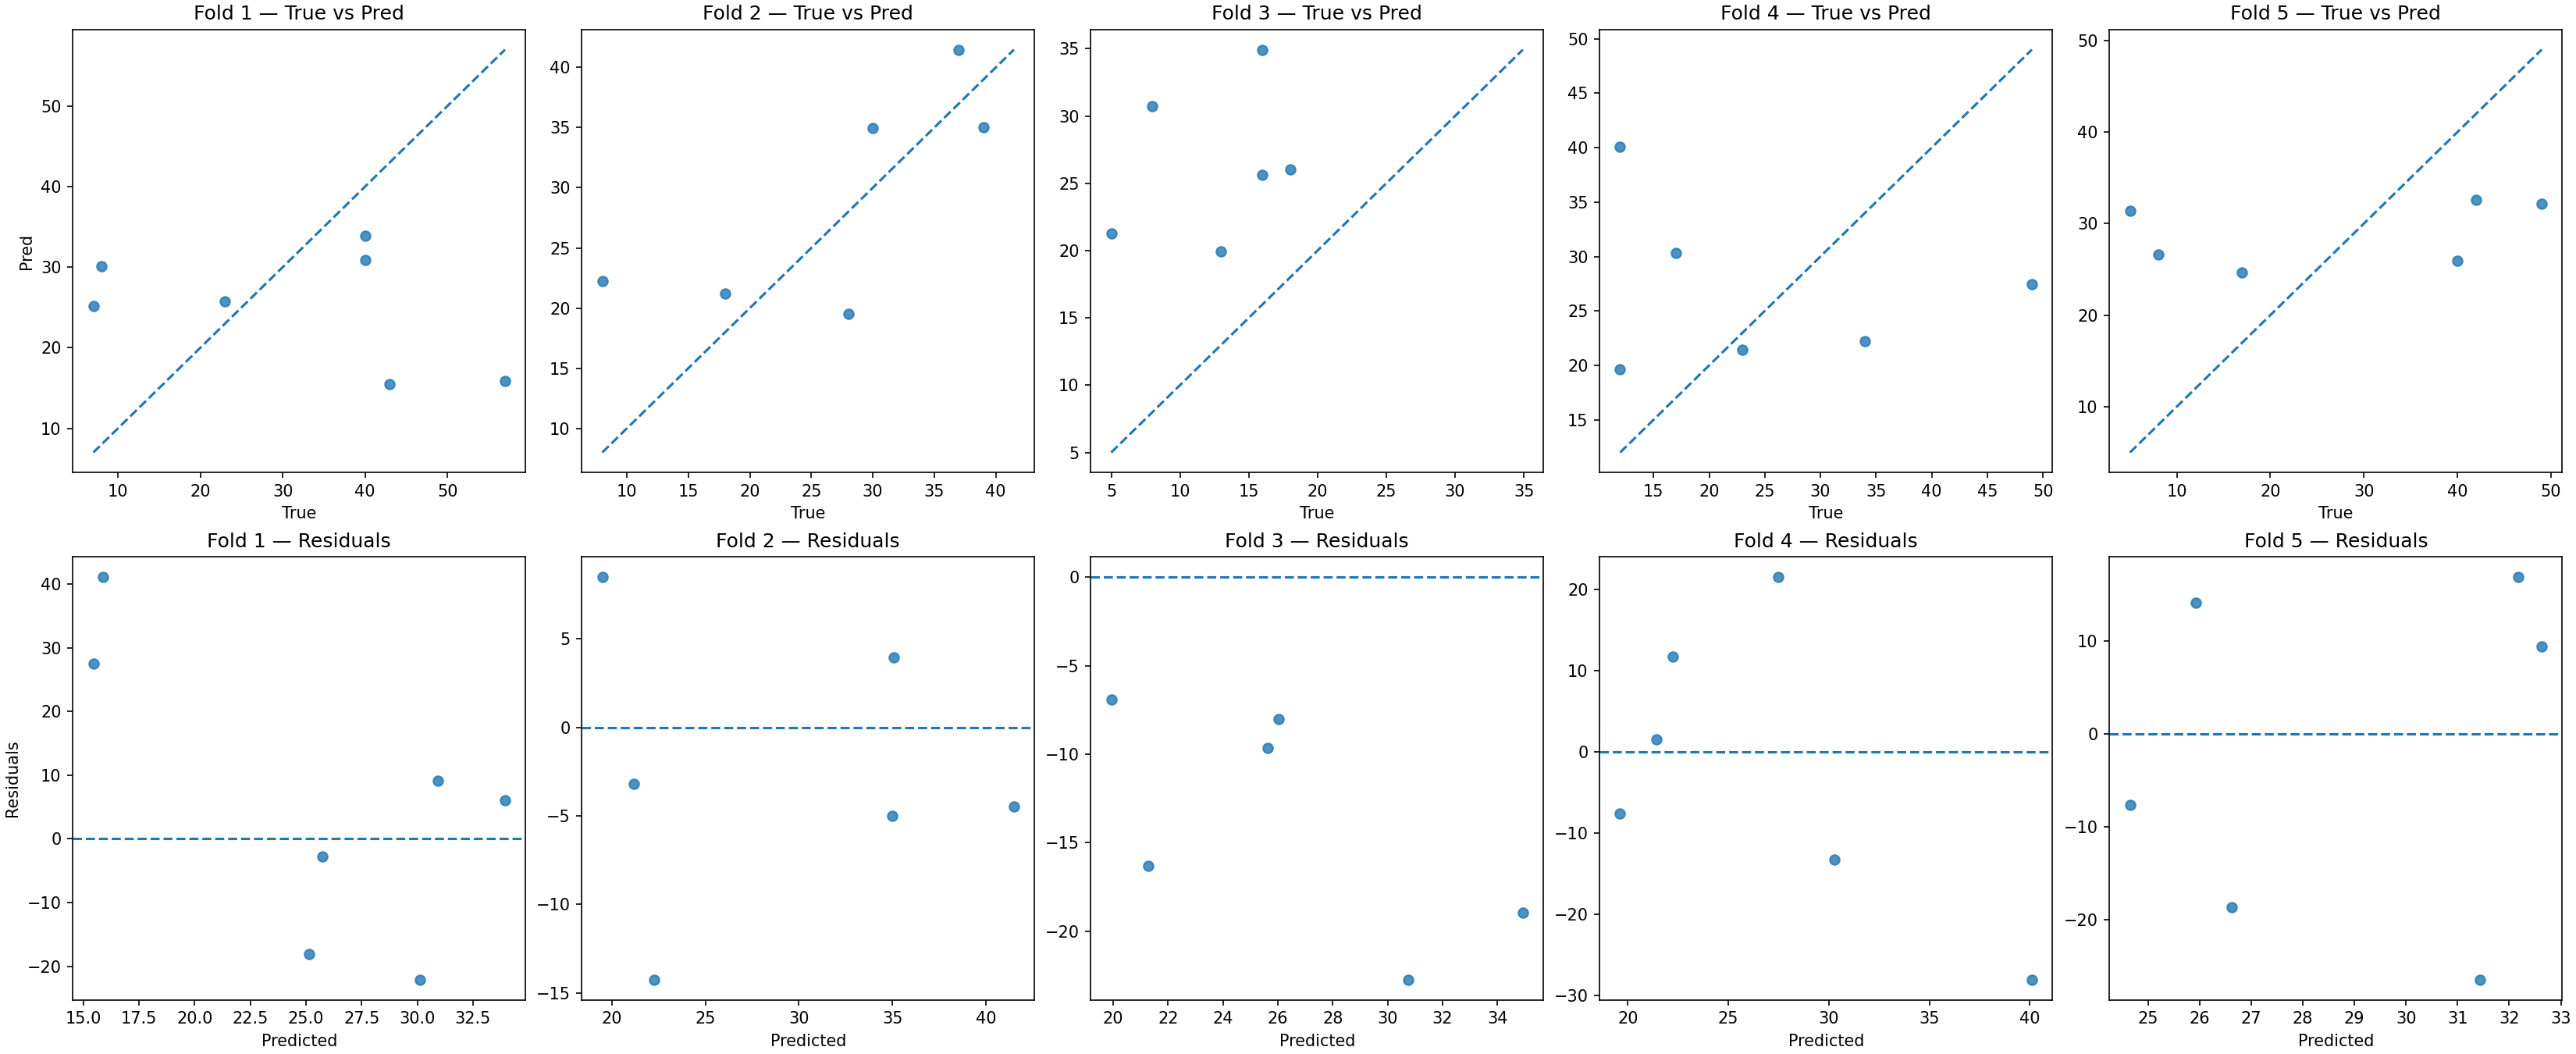 Fold 1 — True vs Pred
Fold 2 — True vs Pred
Fold 3 — True vs Pred
Fold 4 — True vs Pred
Fold 5 — True vs Pred
Pred
50
40
30
20
10
10 20 30 40 50
True
40
35
30
25
20
15
10
10 15 20 25 30 35 40
True
35
30
25
20
15
10
5
5 10 15 20 25 30 35
True
50
45
40
35
30
25
20
15
15 20 25 30 35 40 45 50
True
50
40
30
20
10
10 20 30 40 50
True
Fold 1 — Residuals
Fold 2 — Residuals
Fold 3 — Residuals
Fold 4 — Residuals
Fold 5 — Residuals
Residuals
40
30
20
10
0
−10
−20
15.0 17.5 20.0 22.5 25.0 27.5 30.0 32.5
Predicted
5
0
−5
−10
−15
20 25 30 35 40
Predicted
0
−5
−10
−15
−20
20 22 24 26 28 30 32 34
Predicted
20
10
0
−10
−20
−30
20 25 30 35 40
Predicted
10
0
−10
−20
25 26 27 28 29 30 31 32 33
Predicted